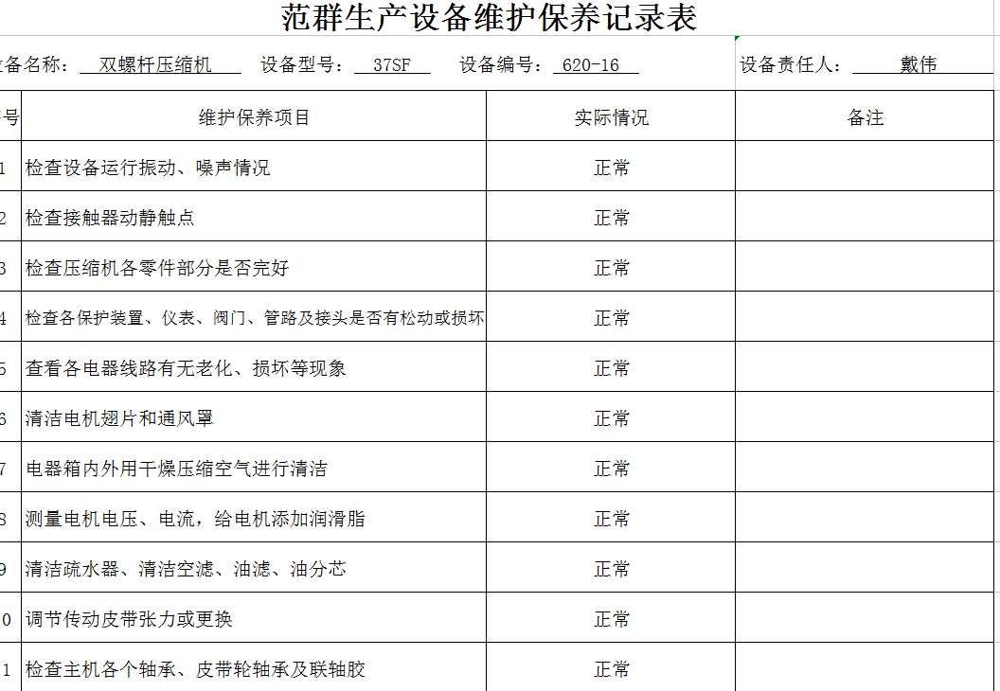 范群生产设备维护保养记录表
备名称： 双螺杆压缩机 设备型号： 37SF 设备编号： 620-16 设备责任人： 戴伟
号 维护保养项目 实际情况 备注
1 检查设备运行振动、噪声情况 正常
2 检查接触器动静触点 正常
3 检查压缩机各零件部分是否完好 正常
4 检查各保护装置、仪表、阀门、管路及接头是否有松动或损坏 正常
5 查看各电器线路有无老化、损坏等现象 正常
6 清洁电机翅片和通风罩 正常
7 电器箱内外用干燥压缩空气进行清洁 正常
8 测量电机电压、电流，给电机添加润滑脂 正常
9 清洁疏水器、清洁空滤、油滤、油分芯 正常
0 调节传动皮带张力或更换 正常
1 检查主机各个轴承、皮带轮轴承及联轴胶 正常